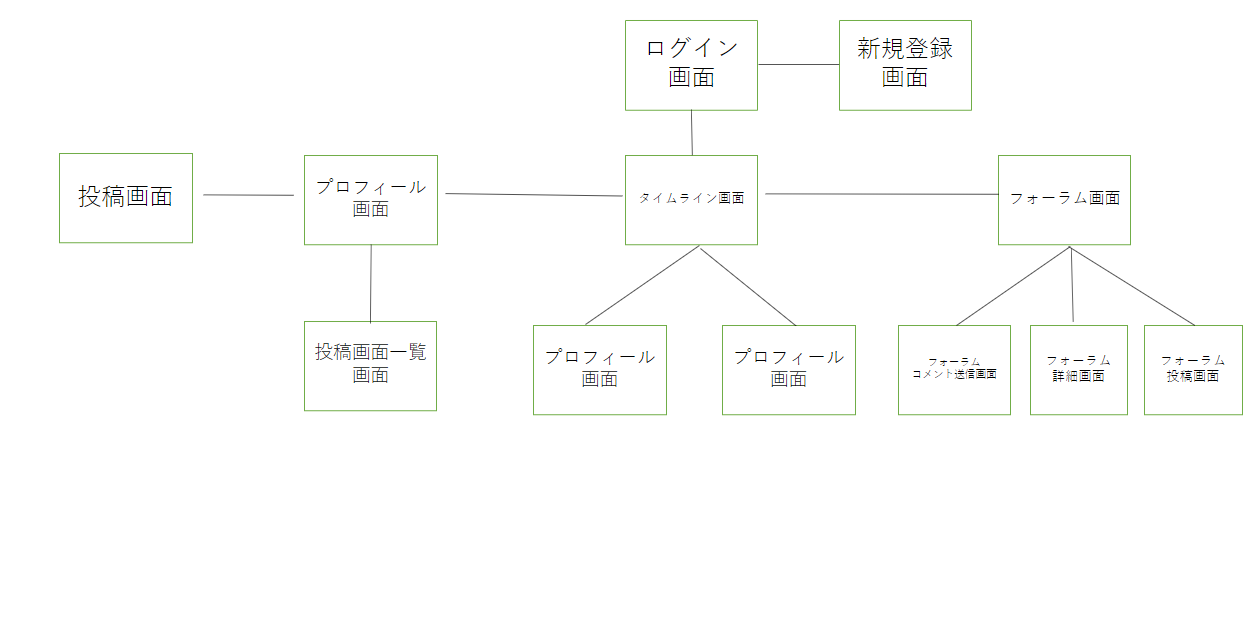 ログイン
画面
新規登録
画面
投稿画面
プロフィール
画面
タイムライン画面
フォーラム画面
投稿画面一覧
画面
プロフィール
画面
プロフィール
画面
フォーラム
コメント送信画面
フォーラム
詳細画面
フォーラム
投稿画面